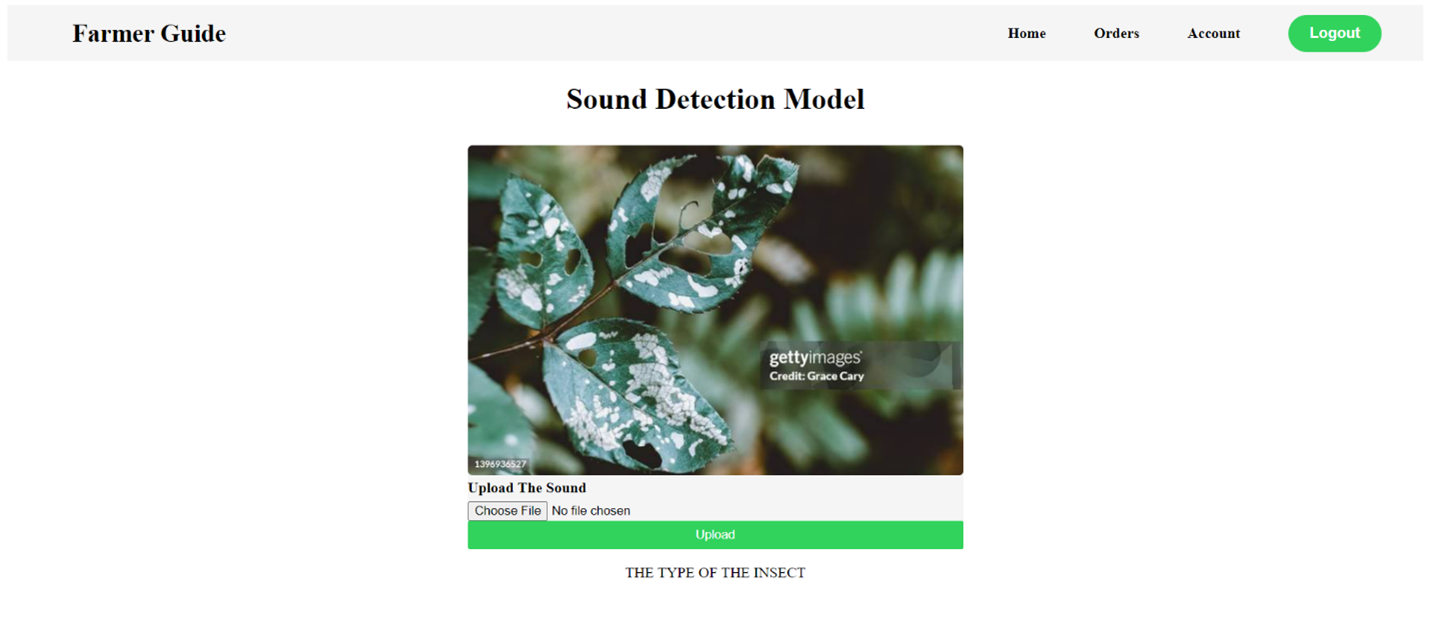 Farmer Guide
Home
Orders
Account
Logout
Sound Detection Model
gettyimages®
Credit: Grace Cary
1396936527
Upload The Sound
Choose File No file chosen
Upload
THE TYPE OF THE INSECT